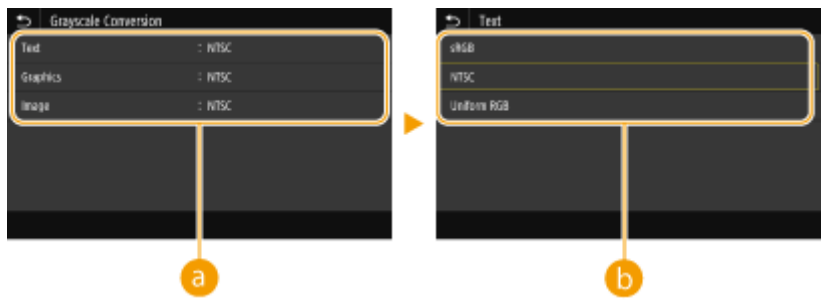 Grayscale Conversion
Text : NTSC
Graphics : NTSC
Image : NTSC
a
Text
sRGB
NTSC
Uniform RGB
b